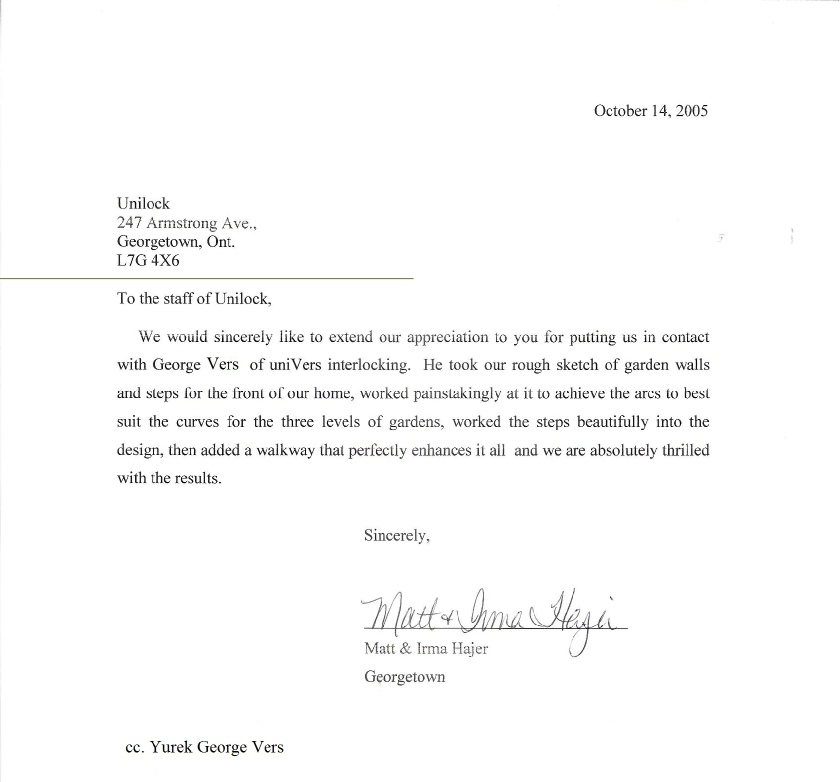 October 14, 2005
Unilock
247 Armstrong Ave.,
Georgetown, Ont.
L7G 4X6
To the staff of Unilock,
We would sincerely like to extend our appreciation to you for putting us in contact
with George Vers of uniVers interlocking. He took our rough sketch of garden walls
and steps for the front of our home, worked painstakingly at it to achieve the arcs to best
suit the curves for the three levels of gardens, worked the steps beautifully into the
design, then added a walkway that perfectly enhances it all and we are absolutely thrilled
with the results.
Sincerely,
Matt & Irma Hajer
Matt & Irma Hajer
Georgetown
cc. Yurek George Vers